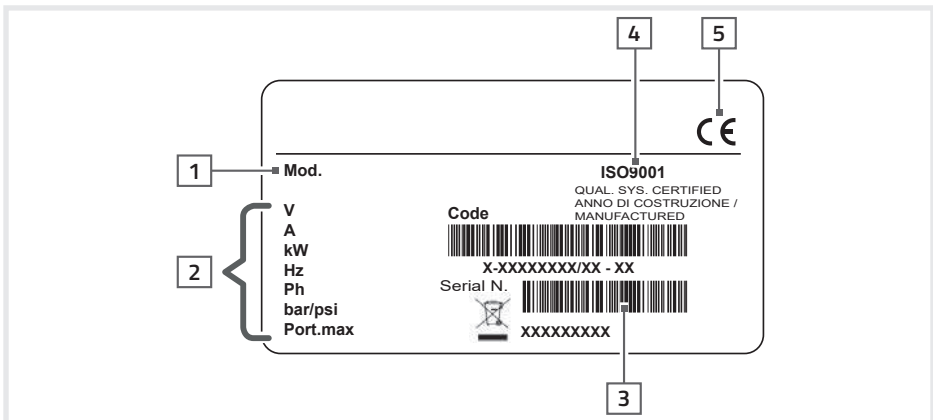 4
5
CE
1
Mod.
ISO9001
QUAL. SYS. CERTIFIED
ANNO DI COSTRUZIONE /
MANUFACTURED
2
V
A
kW
Hz
Ph
bar/psi
Port.max
Code
X-XXXXXXXX/XX - XX
Serial N.
XXXXXXXXX
3